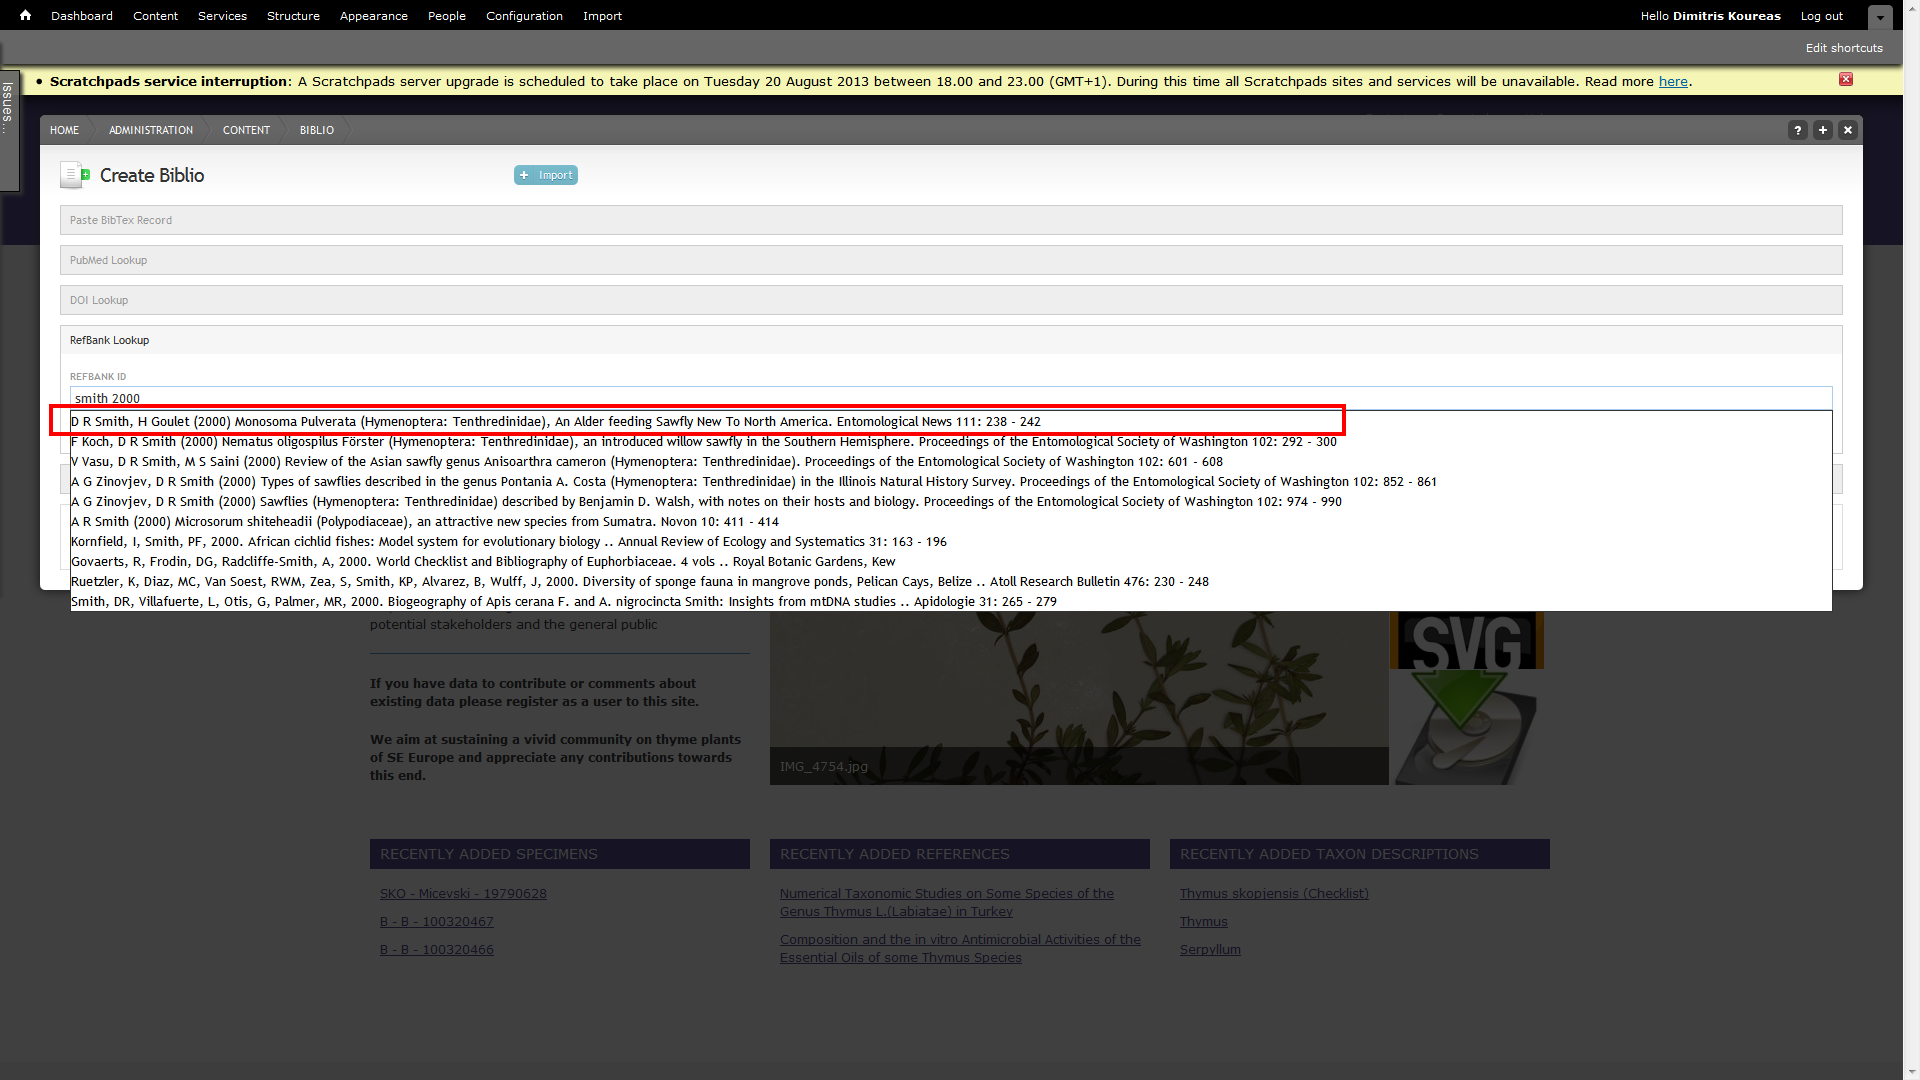 Dashboard Content Services Structure Appearance People Configuration Import Hello Dimitris Koureas Log out
Edit shortcuts
Issues...
• Scratchpads service interruption: A Scratchpads server upgrade is scheduled to take place on Tuesday 20 August 2013 between 18.00 and 23.00 (GMT+1). During this time all Scratchpads sites and services will be unavailable. Read more here.
HOME ADMINISTRATION CONTENT BIBLIO ? + ×
Create Biblio + Import
Paste BibTex Record
PubMed Lookup
DOI Lookup
RefBank Lookup
REFBANK ID
smith 2000
D R Smith, H Goulet (2000) Monosoma Pulverata (Hymenoptera: Tenthredinidae), An Alder feeding Sawfly New To North America. Entomological News 111: 238 - 242
F Koch, D R Smith (2000) Nematus oligospilus Förster (Hymenoptera: Tenthredinidae), an introduced willow sawfly in the Southern Hemisphere. Proceedings of the Entomological Society of Washington 102: 292 - 300
V Vasu, D R Smith, M S Saini (2000) Review of the Asian sawfly genus Anisoarthra cameron (Hymenoptera: Tenthredinidae). Proceedings of the Entomological Society of Washington 102: 601 - 608
A G Zinovjev, D R Smith (2000) Types of sawflies described in the genus Pontania A. Costa (Hymenoptera: Tenthredinidae) in the Illinois Natural History Survey. Proceedings of the Entomological Society of Washington 102: 852 - 861
A G Zinovjev, D R Smith (2000) Sawflies (Hymenoptera: Tenthredinidae) described by Benjamin D. Walsh, with notes on their hosts and biology. Proceedings of the Entomological Society of Washington 102: 974 - 990
A R Smith (2000) Microsorum shiteheadii (Polypodiaceae), an attractive new species from Sumatra. Novon 10: 411 - 414
Kornfield, I, Smith, PF, 2000. African cichlid fishes: Model system for evolutionary biology .. Annual Review of Ecology and Systematics 31: 163 - 196
Govaerts, R, Frodin, DG, Radcliffe-Smith, A, 2000. World Checklist and Bibliography of Euphorbiaceae. 4 vols .. Royal Botanic Gardens, Kew
Ruetzler, K, Diaz, MC, Van Soest, RWM, Zea, S, Smith, KP, Alvarez, B, Wulff, J, 2000. Diversity of sponge fauna in mangrove ponds, Pelican Cays, Belize .. Atoll Research Bulletin 476: 230 - 248
Smith, DR, Villafuerte, L, Otis, G, Palmer, MR, 2000. Biogeography of Apis cerana F. and A. nigrocincta Smith: Insights from mtDNA studies .. Apidologie 31: 265 - 279
potential stakeholders and the general public
If you have data to contribute or comments about
existing data please register as a user to this site.
We aim at sustaining a vivid community on thyme plants
of SE Europe and appreciate any contributions towards
this end.
IMG_4754.jpg
SVG
RECENTLY ADDED SPECIMENS
SKO - Micevski - 19790628
B - B - 100320467
B - B - 100320466
RECENTLY ADDED REFERENCES
Numerical Taxonomic Studies on Some Species of the
Genus Thymus L.(Labiatae) in Turkey
Composition and the in vitro Antimicrobial Activities of the
Essential Oils of some Thymus Species
RECENTLY ADDED TAXON DESCRIPTIONS
Thymus skopjensis (Checklist)
Thymus
Serpyllum